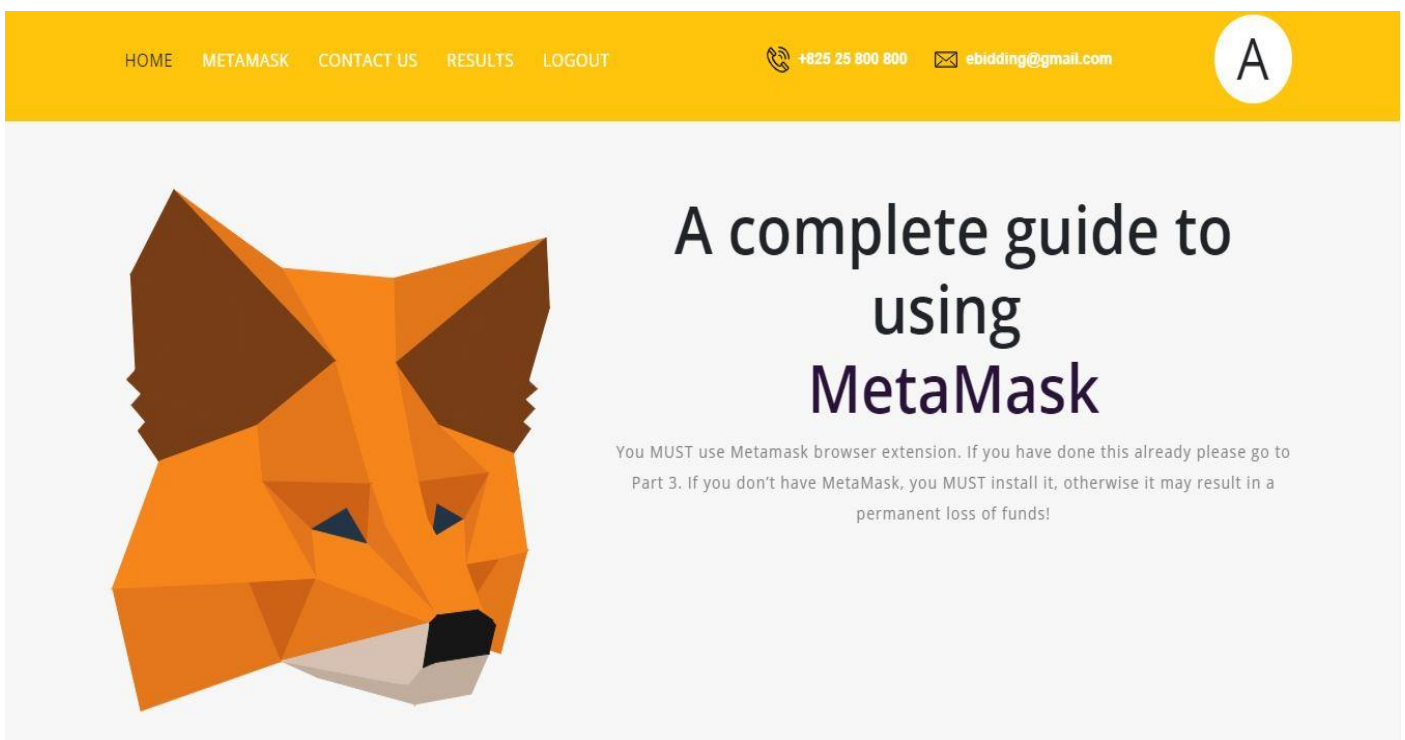 HOME METAMASK CONTACT US RESULTS LOGOUT +825 25 800 800 ebidding@gmail.com A
A complete guide to
using
MetaMask
You MUST use Metamask browser extension. If you have done this already please go to
Part 3. If you don’t have MetaMask, you MUST install it, otherwise it may result in a
permanent loss of funds!